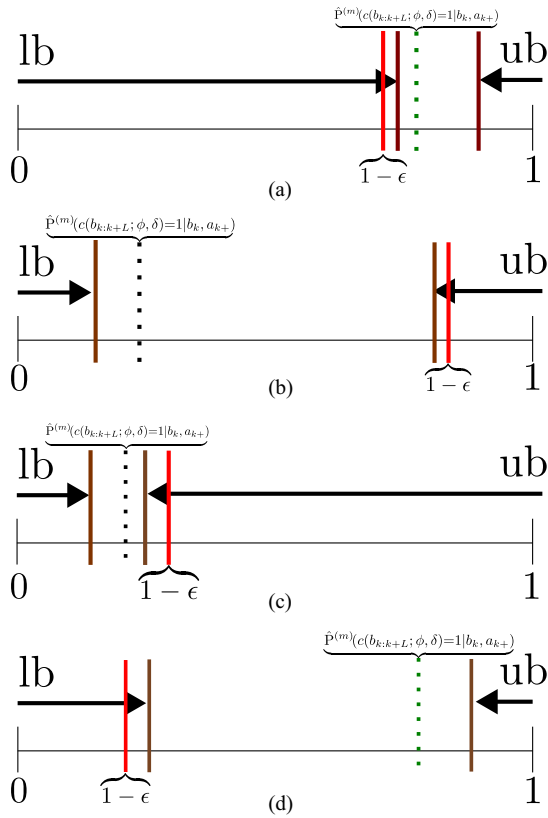 P̂^(m)(c(b_{k:k+L}; ϕ, δ)=1|b_k, a_{k+})
lb ub
0 1
1 − ϵ
(a)
P̂^(m)(c(b_{k:k+L}; ϕ, δ)=1|b_k, a_{k+})
lb ub
0 1
1 − ϵ
(b)
P̂^(m)(c(b_{k:k+L}; ϕ, δ)=1|b_k, a_{k+})
lb ub
0 1
1 − ϵ
(c)
P̂^(m)(c(b_{k:k+L}; ϕ, δ)=1|b_k, a_{k+})
lb ub
0 1
1 − ϵ
(d)